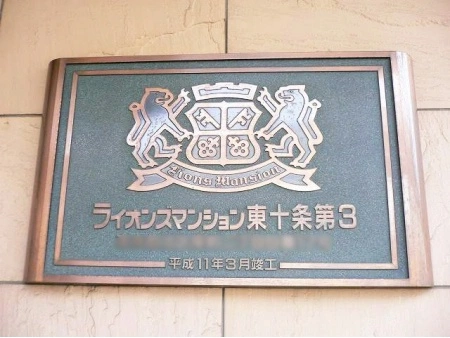 Lions Mansion
ライオンズマンション東十条第3
平成11年3月竣工